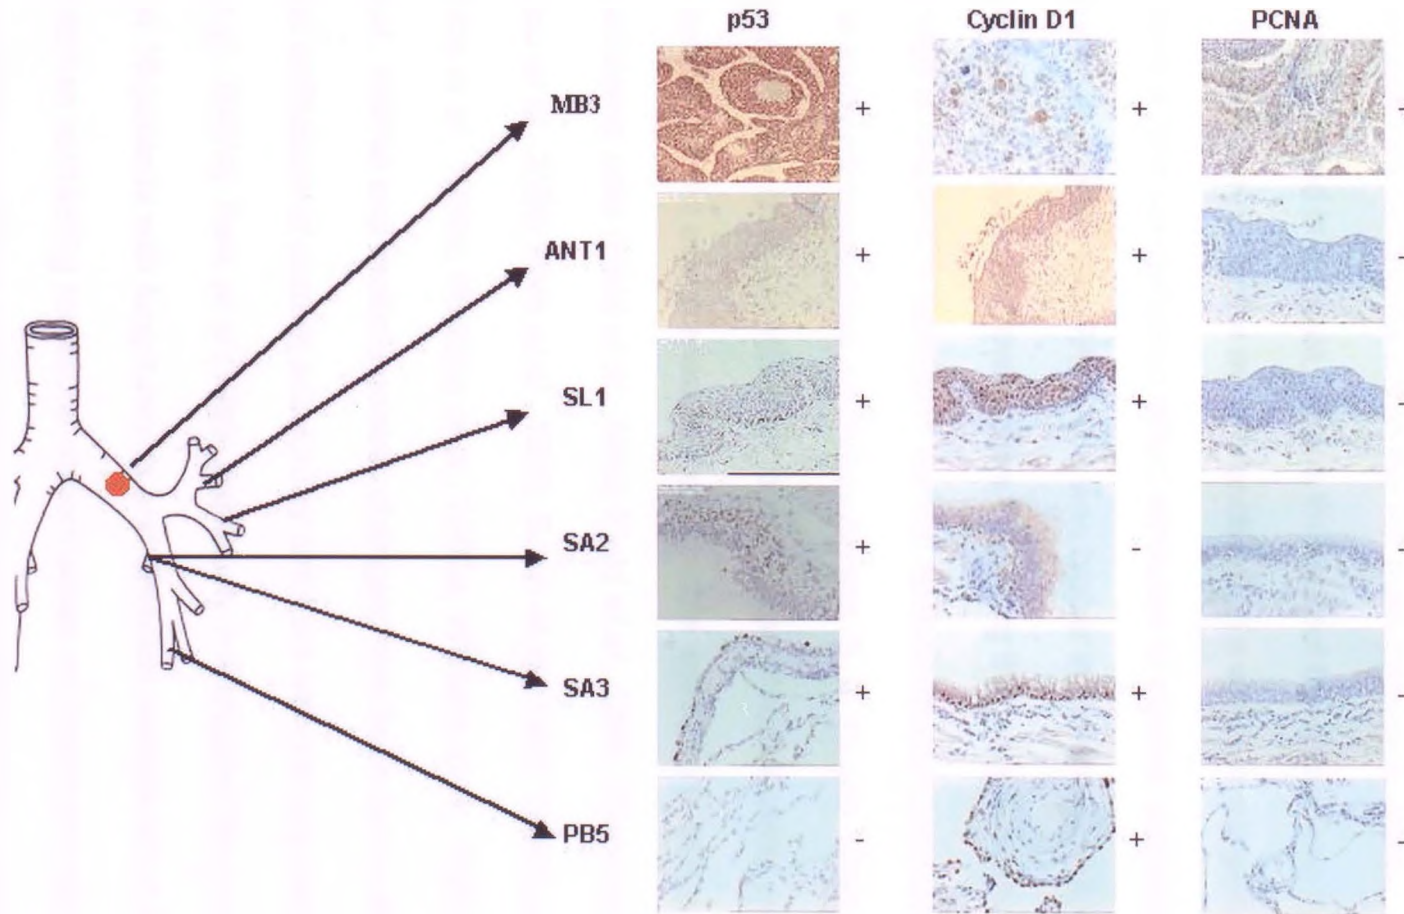 p53 Cyclin D1 PCNA
MB3 + + -
ANT1 + + -
SL1 + + -
SA2 + - -
SA3 + + -
PB5 - + -